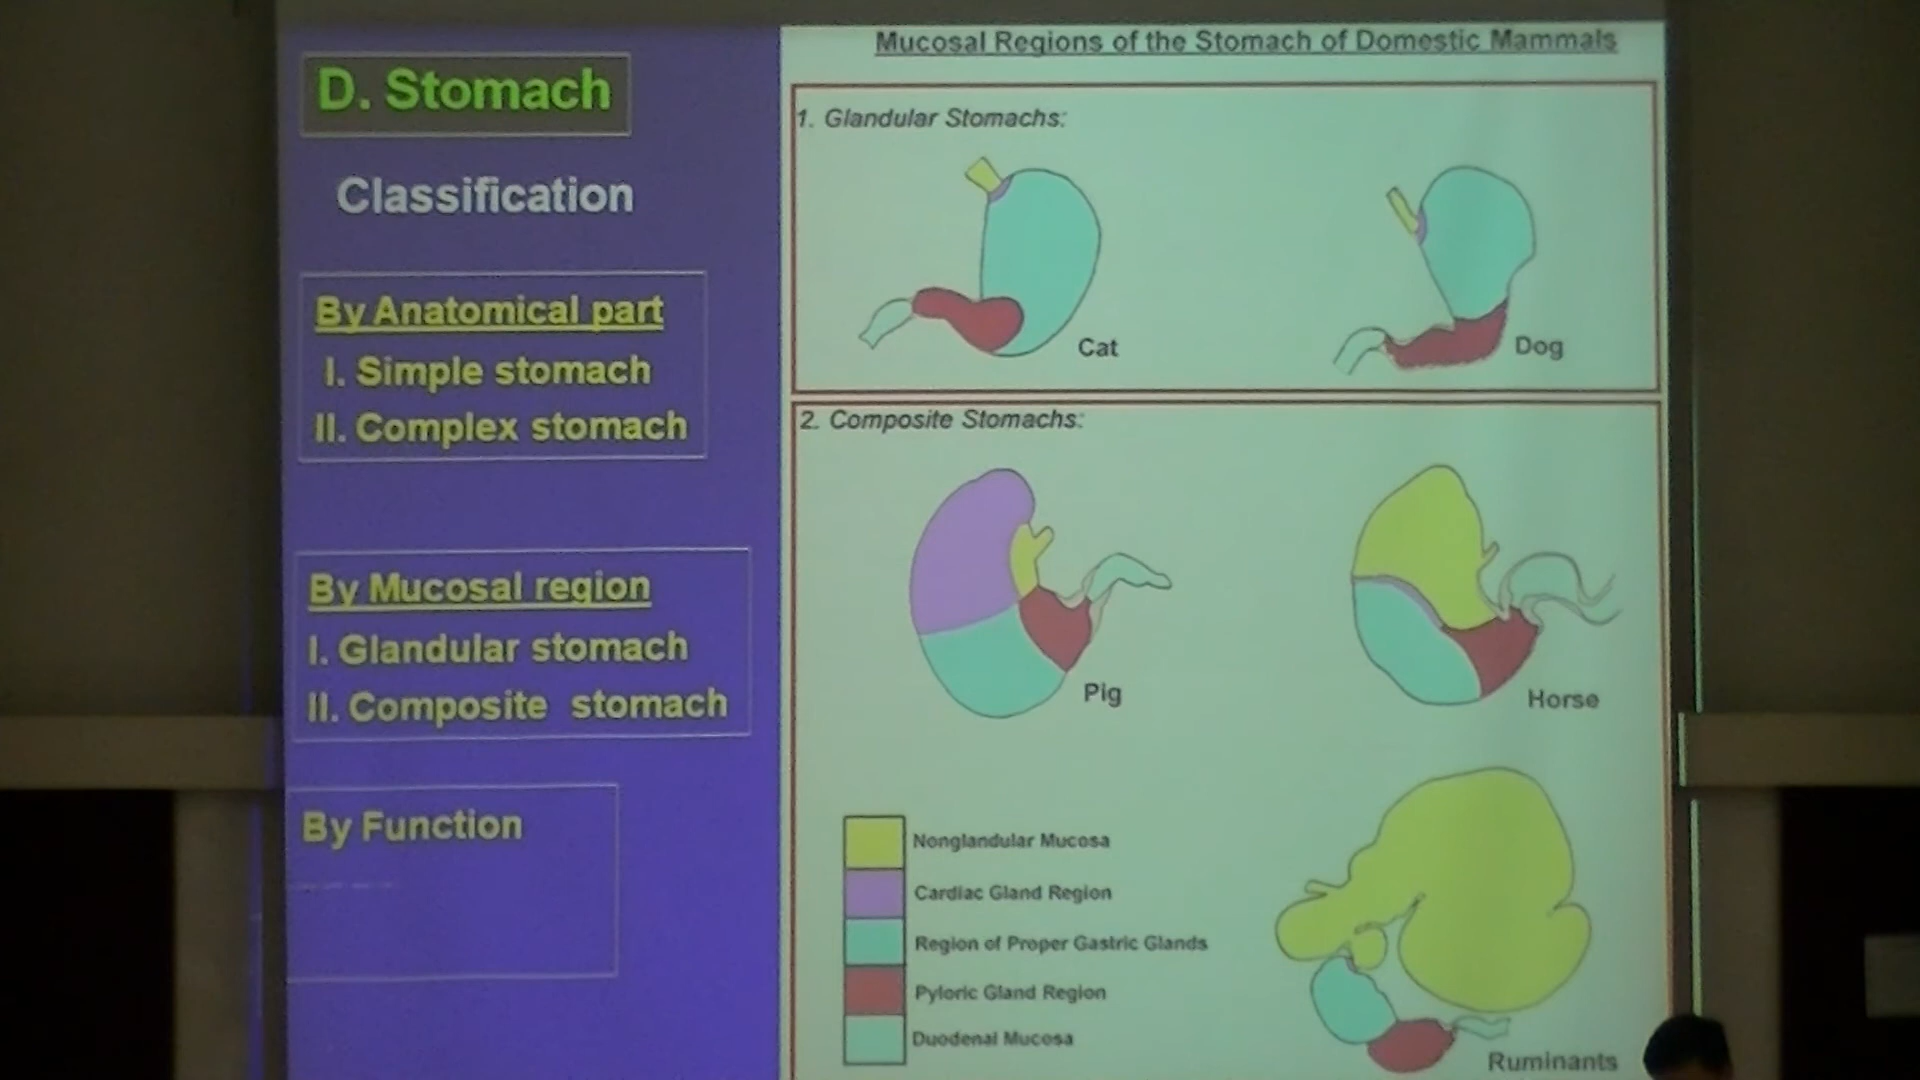 D. Stomach
Classification
By Anatomical part
I. Simple stomach
II. Complex stomach
By Mucosal region
I. Glandular stomach
II. Composite stomach
By Function
Mucosal Regions of the Stomach of Domestic Mammals
1. Glandular Stomachs:
Cat
Dog
2. Composite Stomachs:
Pig
Horse
Nonglandular Mucosa
Cardiac Gland Region
Region of Proper Gastric Glands
Pyloric Gland Region
Duodenal Mucosa
Ruminants